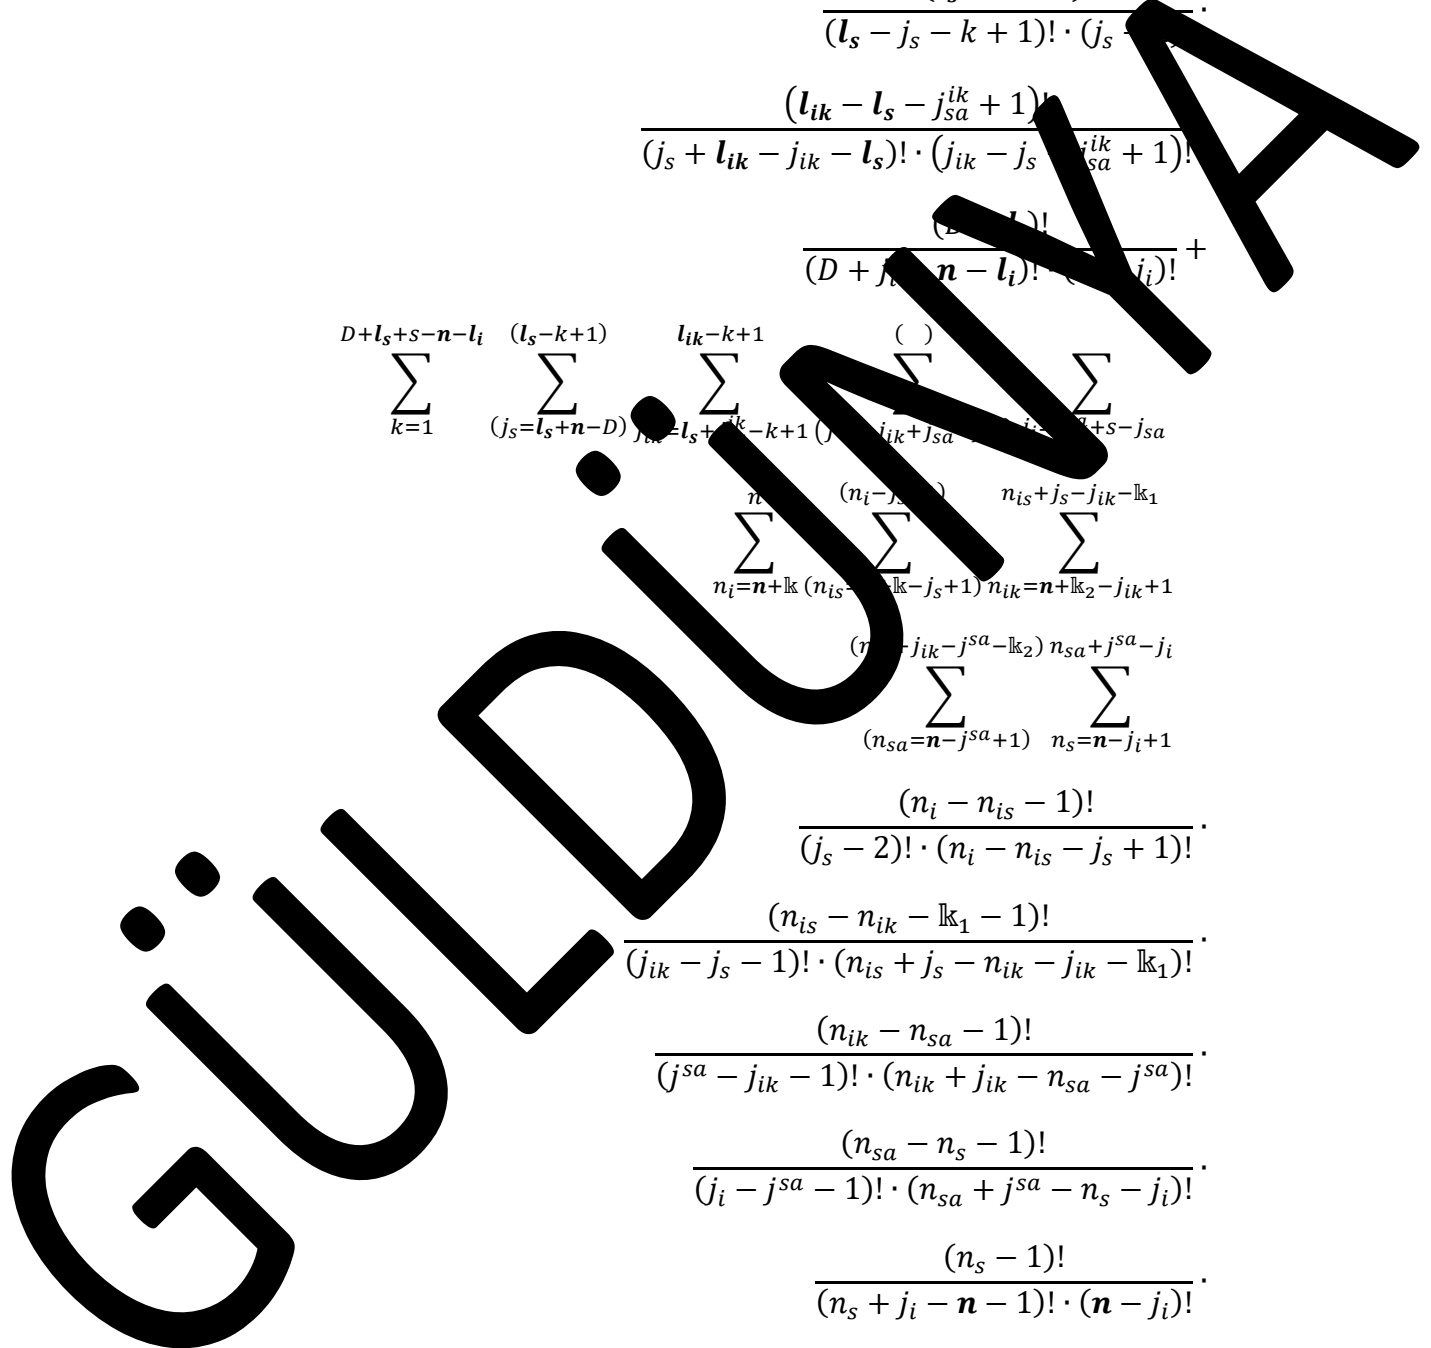 (l_s − j_s − k + 1)! · (j_s
(l_ik − l_s − j_sa^ik + 1)!
(j_s + l_ik − j_ik − l_s)! · (j_ik − j_s j_sa^ik + 1)!
)!
(D + j_i n − l_i)! · ( j_i)! +
D+l_s+s−n−l_i (l_s−k+1) l_ik−k+1 ( )
∑ ∑ ∑ ∑ ∑
k=1 (j_s=l_s+n−D) j_ik=l_s+ −k+1 ( j_ik+j_sa +s−j_sa
n (n_i−j_s ) n_is+j_s−j_ik−𝕜_1
∑ ∑ ∑
n_i=n+𝕜 (n_is= 𝕜−j_s+1) n_ik=n+𝕜_2−j_ik+1
( +j_ik−j^sa−𝕜_2) n_sa+j^sa−j_i
∑ ∑
(n_sa=n−j^sa+1) n_s=n−j_i+1
(n_i − n_is − 1)!
(j_s − 2)! · (n_i − n_is − j_s + 1)! ·
(n_is − n_ik − 𝕜_1 − 1)!
(j_ik − j_s − 1)! · (n_is + j_s − n_ik − j_ik − 𝕜_1)! ·
(n_ik − n_sa − 1)!
(j^sa − j_ik − 1)! · (n_ik + j_ik − n_sa − j^sa)! ·
(n_sa − n_s − 1)!
(j_i − j^sa − 1)! · (n_sa + j^sa − n_s − j_i)! ·
(n_s − 1)!
(n_s + j_i − n − 1)! · (n − j_i)! ·
GÜLDÜNYA